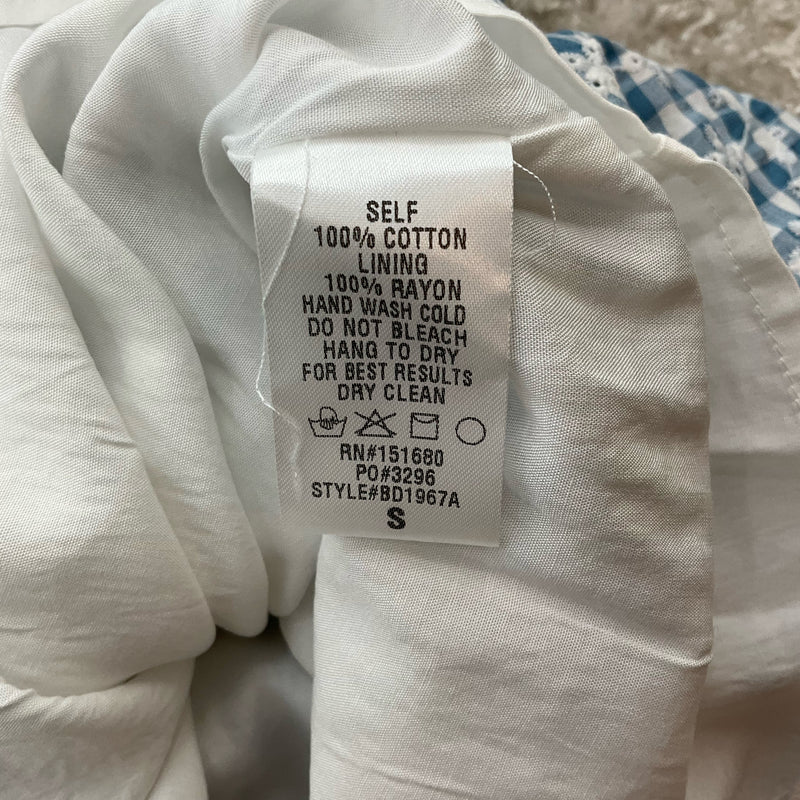 SELF
100% COTTON
LINING
100% RAYON
HAND WASH COLD
DO NOT BLEACH
HANG TO DRY
FOR BEST RESULTS
DRY CLEAN
RN#151680
PO#3296
STYLE#BD1967A
S